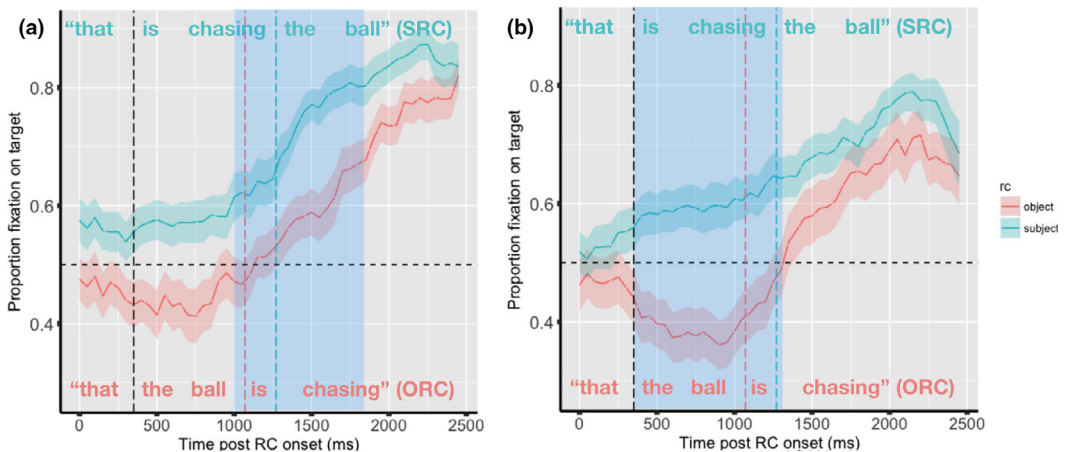 (a) “that is chasing the ball” (SRC)
Proportion fixation on target
0.8
0.6
0.4
“that the ball is chasing” (ORC)
0 500 1000 1500 2000 2500
Time post RC onset (ms)
(b) “that is chasing the ball” (SRC)
Proportion fixation on target
0.8
0.6
0.4
“that the ball is chasing” (ORC)
0 500 1000 1500 2000 2500
Time post RC onset (ms)
rc
object
subject